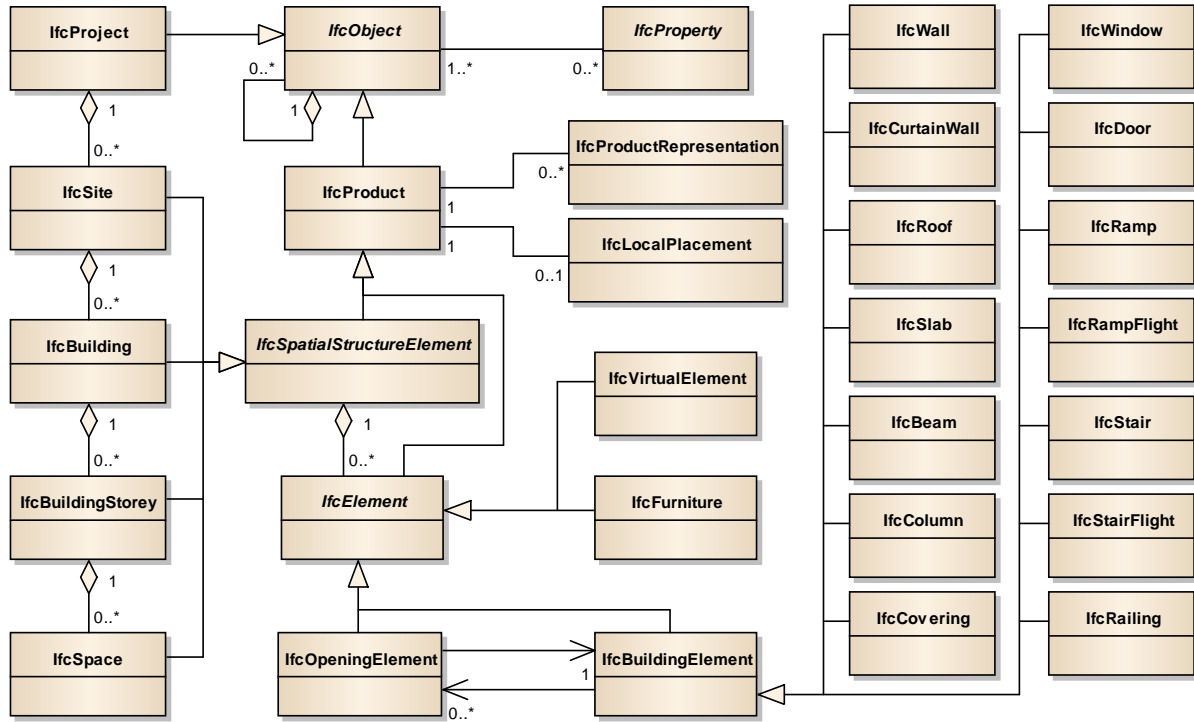 IfcProject
IfcObject
IfcProperty
IfcWall
IfcWindow
0..*
1
1..*
0..*
1
0..*
IfcCurtainWall
IfcDoor
IfcProductRepresentation
0..*
IfcSite
IfcProduct
1
1
IfcLocalPlacement
0..1
IfcRoof
IfcRamp
1
0..*
IfcBuilding
IfcSpatialStructureElement
IfcSlab
IfcRampFlight
IfcVirtualElement
1
0..*
1
0..*
IfcBeam
IfcStair
IfcBuildingStorey
IfcElement
IfcFurniture
IfcColumn
IfcStairFlight
1
0..*
IfcCovering
IfcRailing
IfcSpace
IfcOpeningElement
IfcBuildingElement
1
0..*